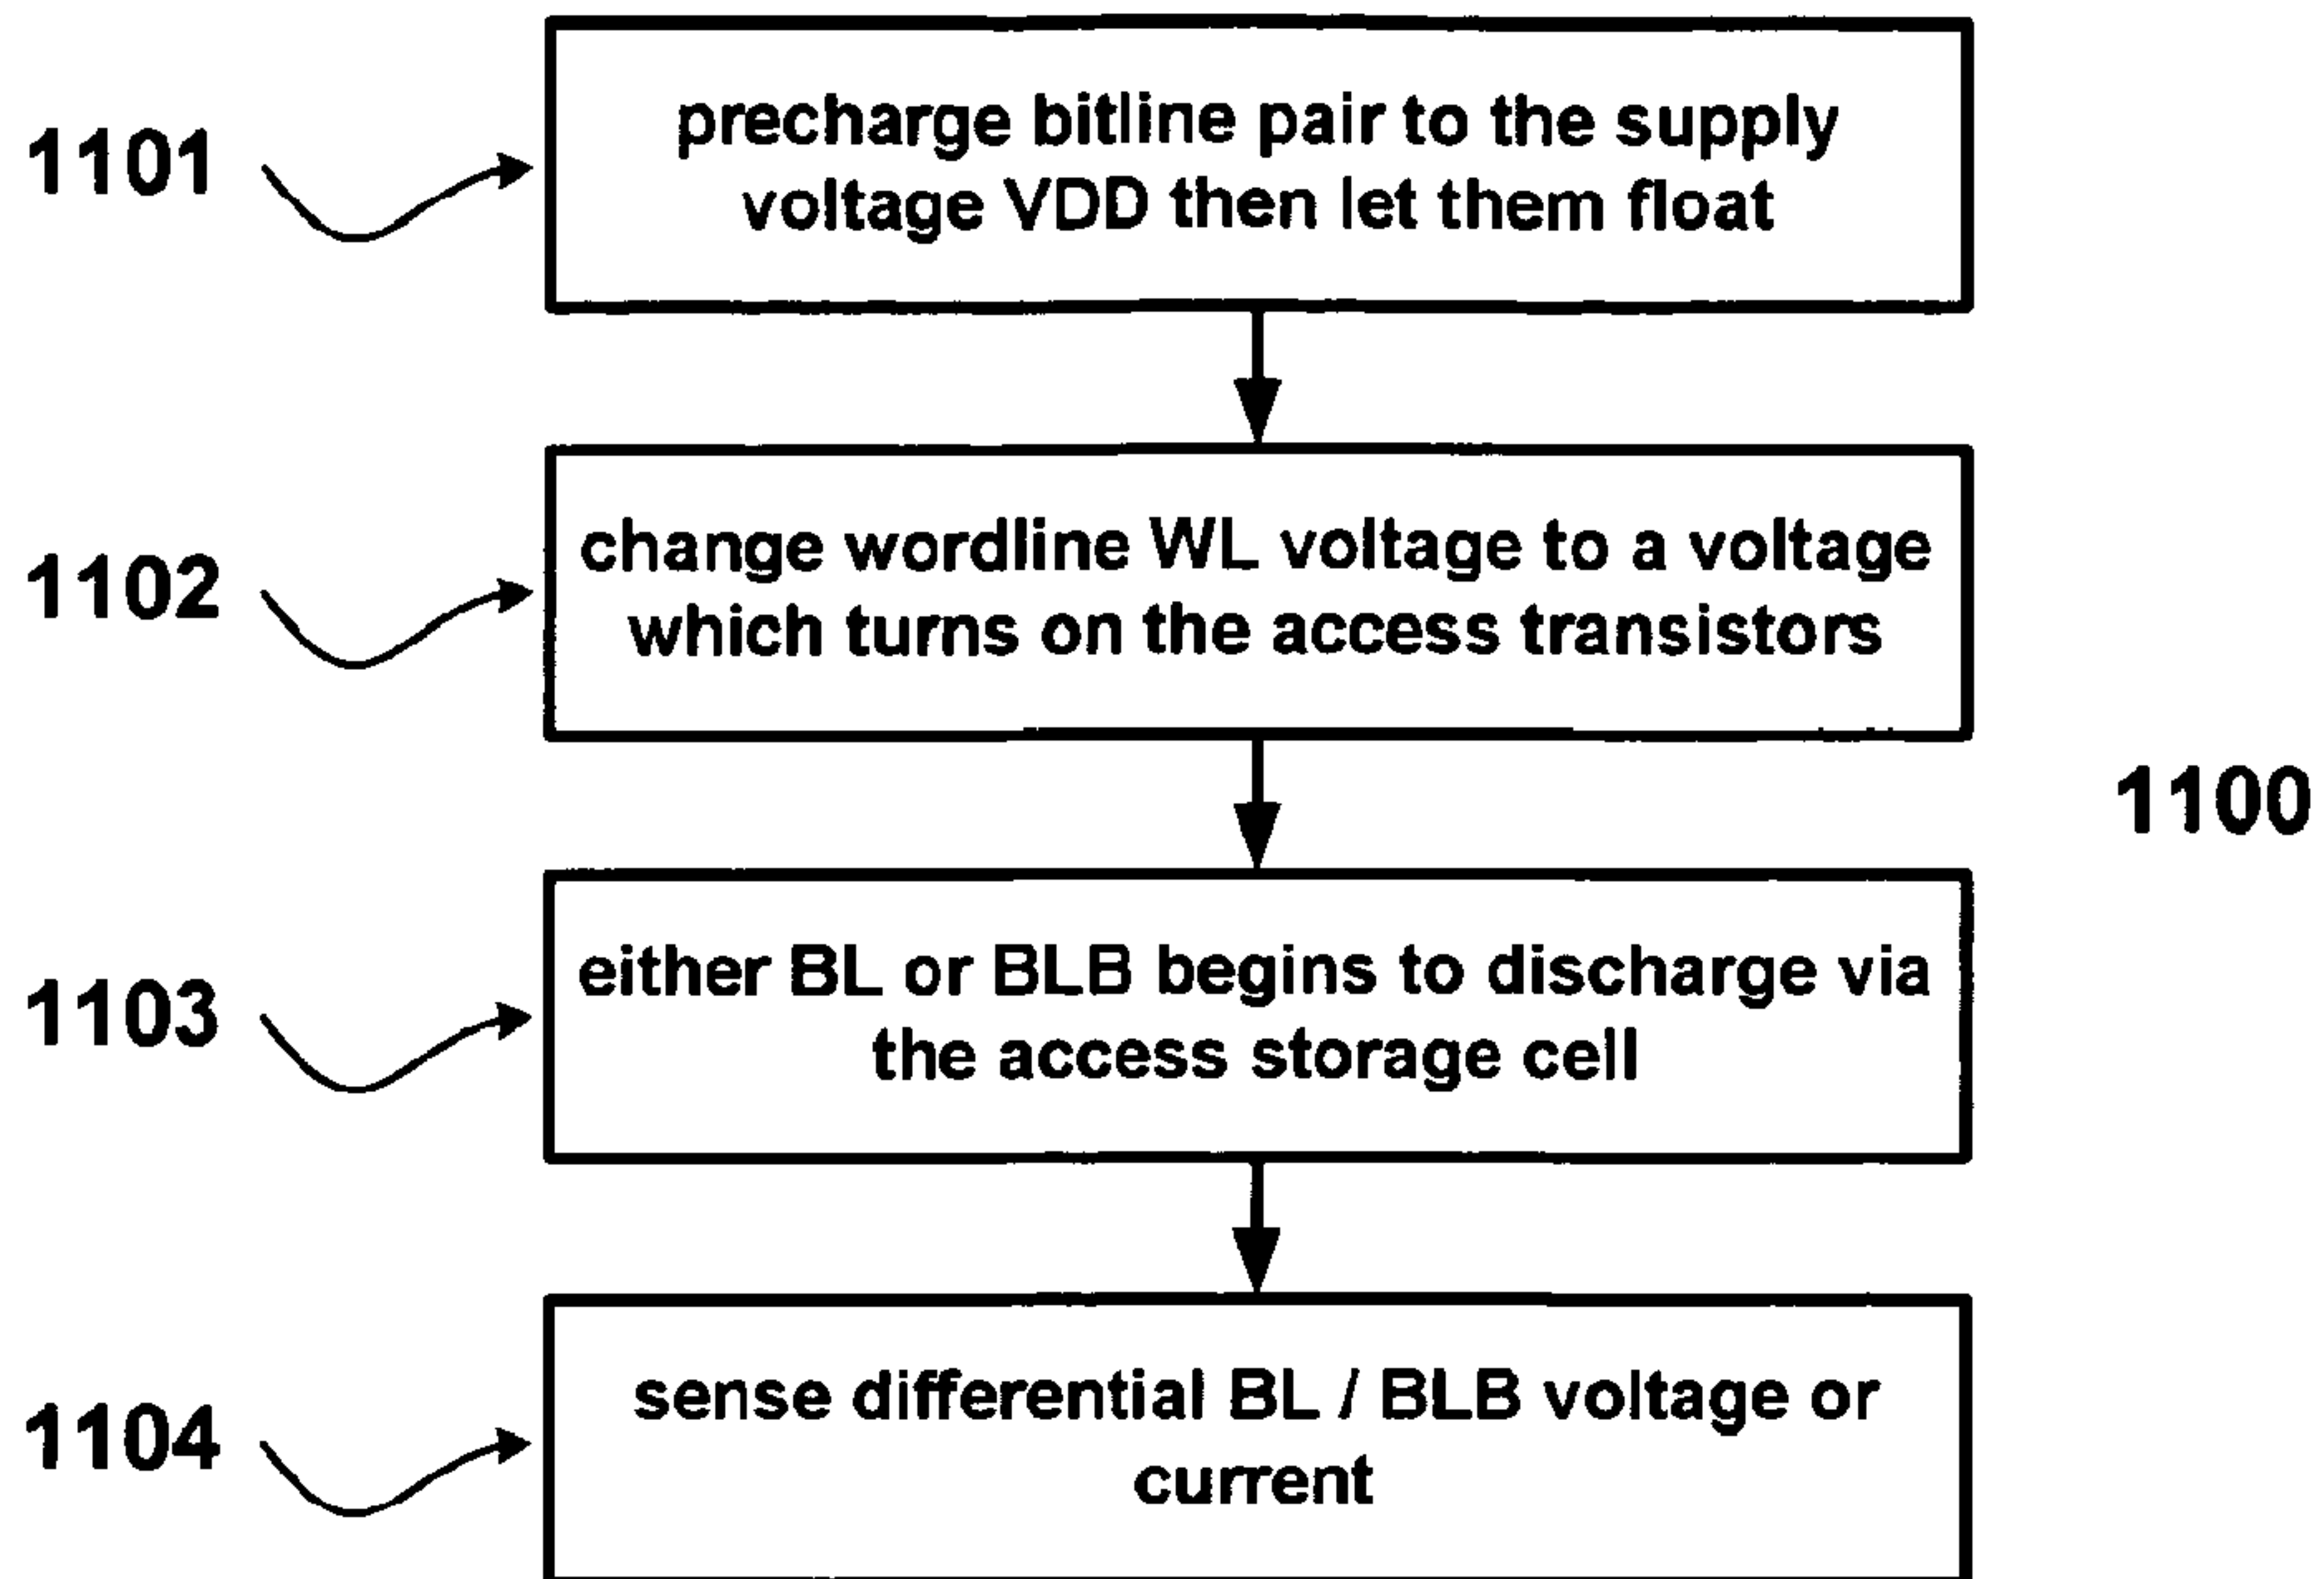 1101
precharge bitline pair to the supply
voltage VDD then let them float
1102
change wordline WL voltage to a voltage
which turns on the access transistors
1100
1103
either BL or BLB begins to discharge via
the access storage cell
1104
sense differential BL / BLB voltage or
current